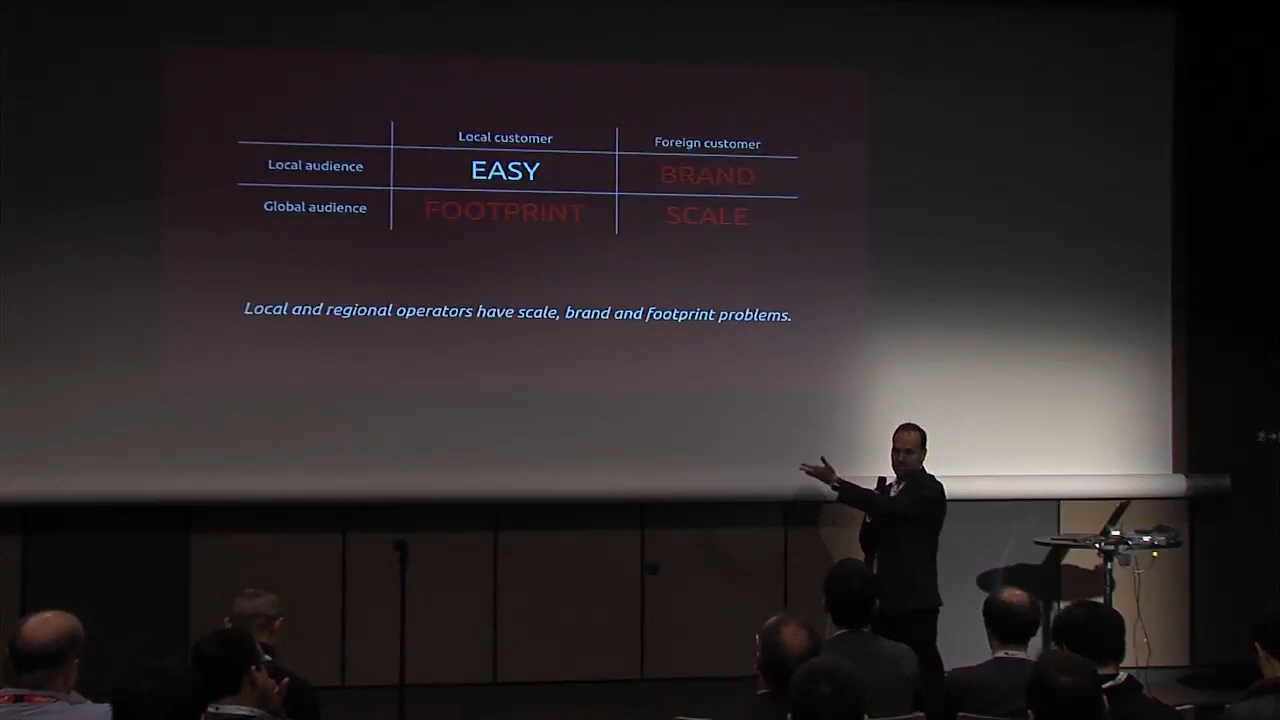 Local customer Foreign customer
Local audience EASY BRAND
Global audience FOOTPRINT SCALE
Local and regional operators have scale, brand and footprint problems.